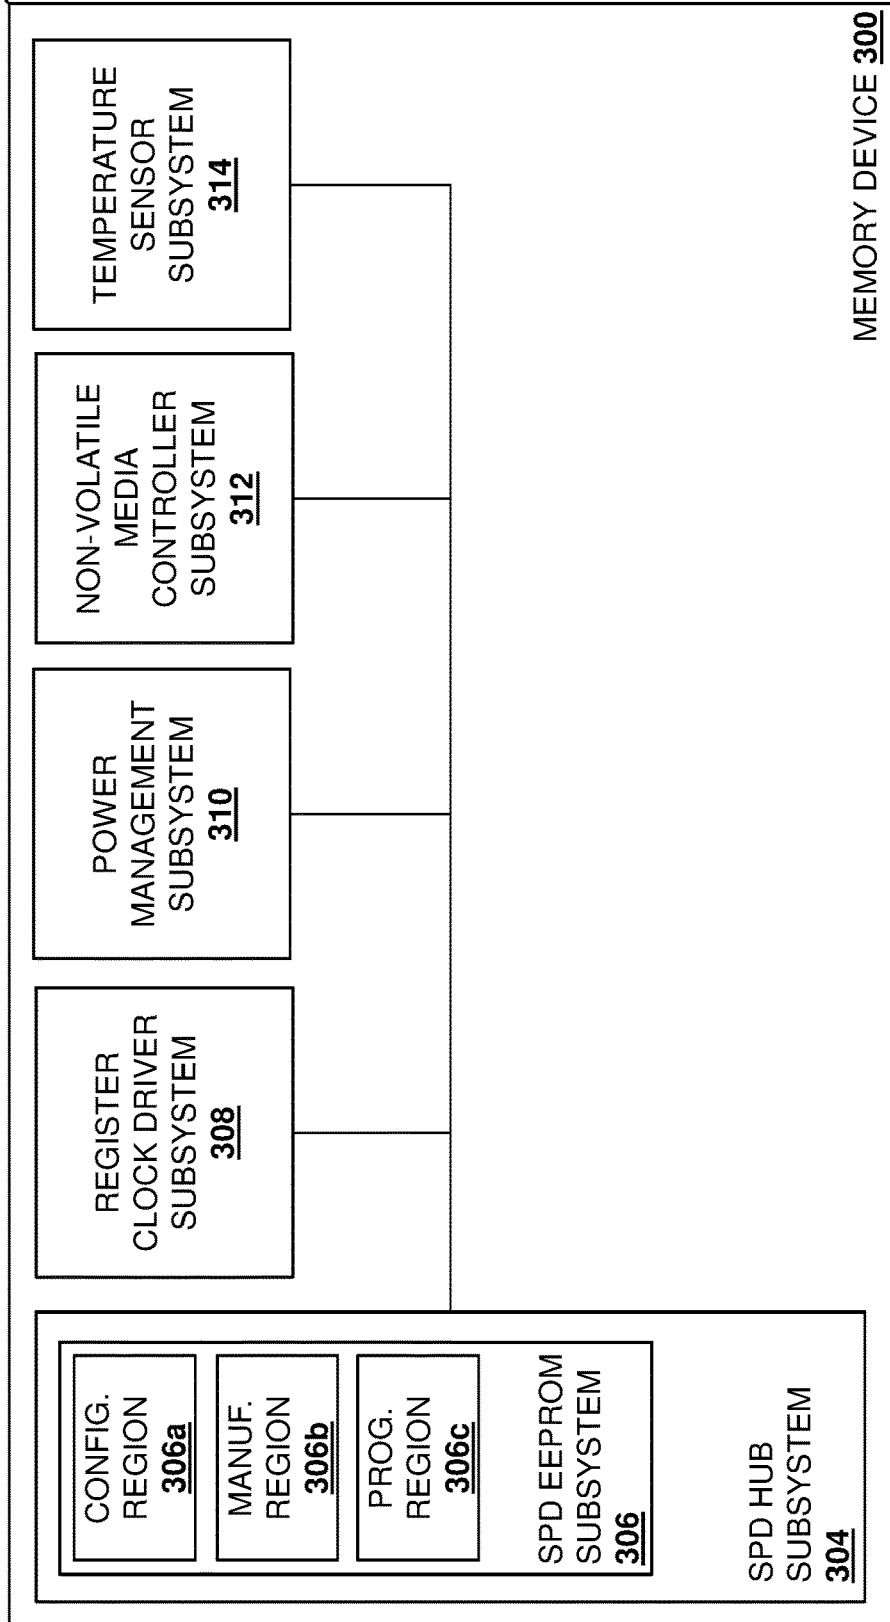 CONFIG.
REGION
306a
MANUF.
REGION
306b
PROG.
REGION
306c
SPD EEPROM
SUBSYSTEM
306
SPD HUB
SUBSYSTEM
304
REGISTER
CLOCK DRIVER
SUBSYSTEM
308
POWER
MANAGEMENT
SUBSYSTEM
310
NON-VOLATILE
MEDIA
CONTROLLER
SUBSYSTEM
312
TEMPERATURE
SENSOR
SUBSYSTEM
314
MEMORY DEVICE 300